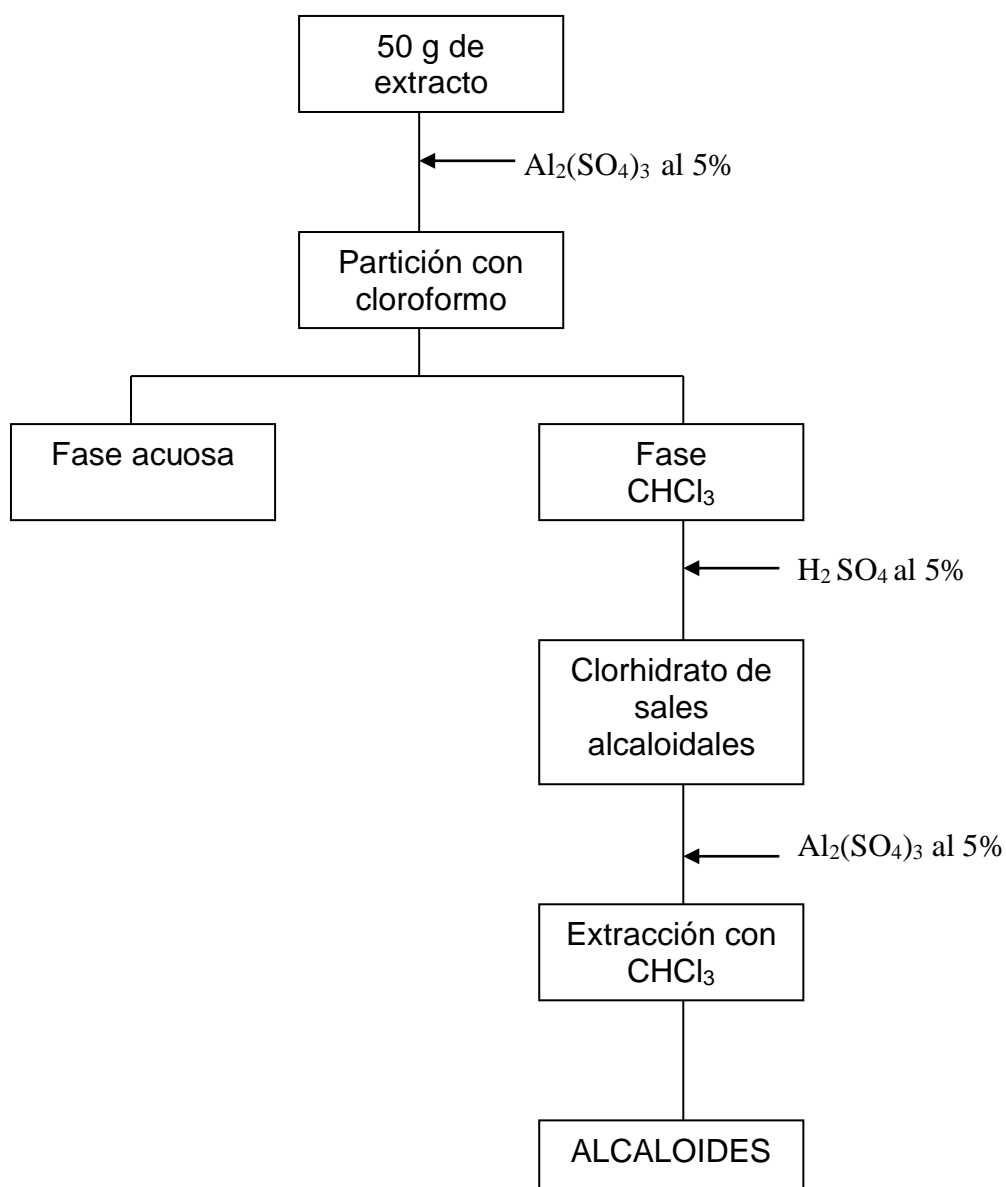 50 g de
extracto
Al₂(SO₄)₃ al 5%
Partición con
cloroformo
Fase acuosa
Fase
CHCl₃
H₂ SO₄ al 5%
Clorhidrato de
sales
alcaloidales
Al₂(SO₄)₃ al 5%
Extracción con
CHCl₃
ALCALOIDES